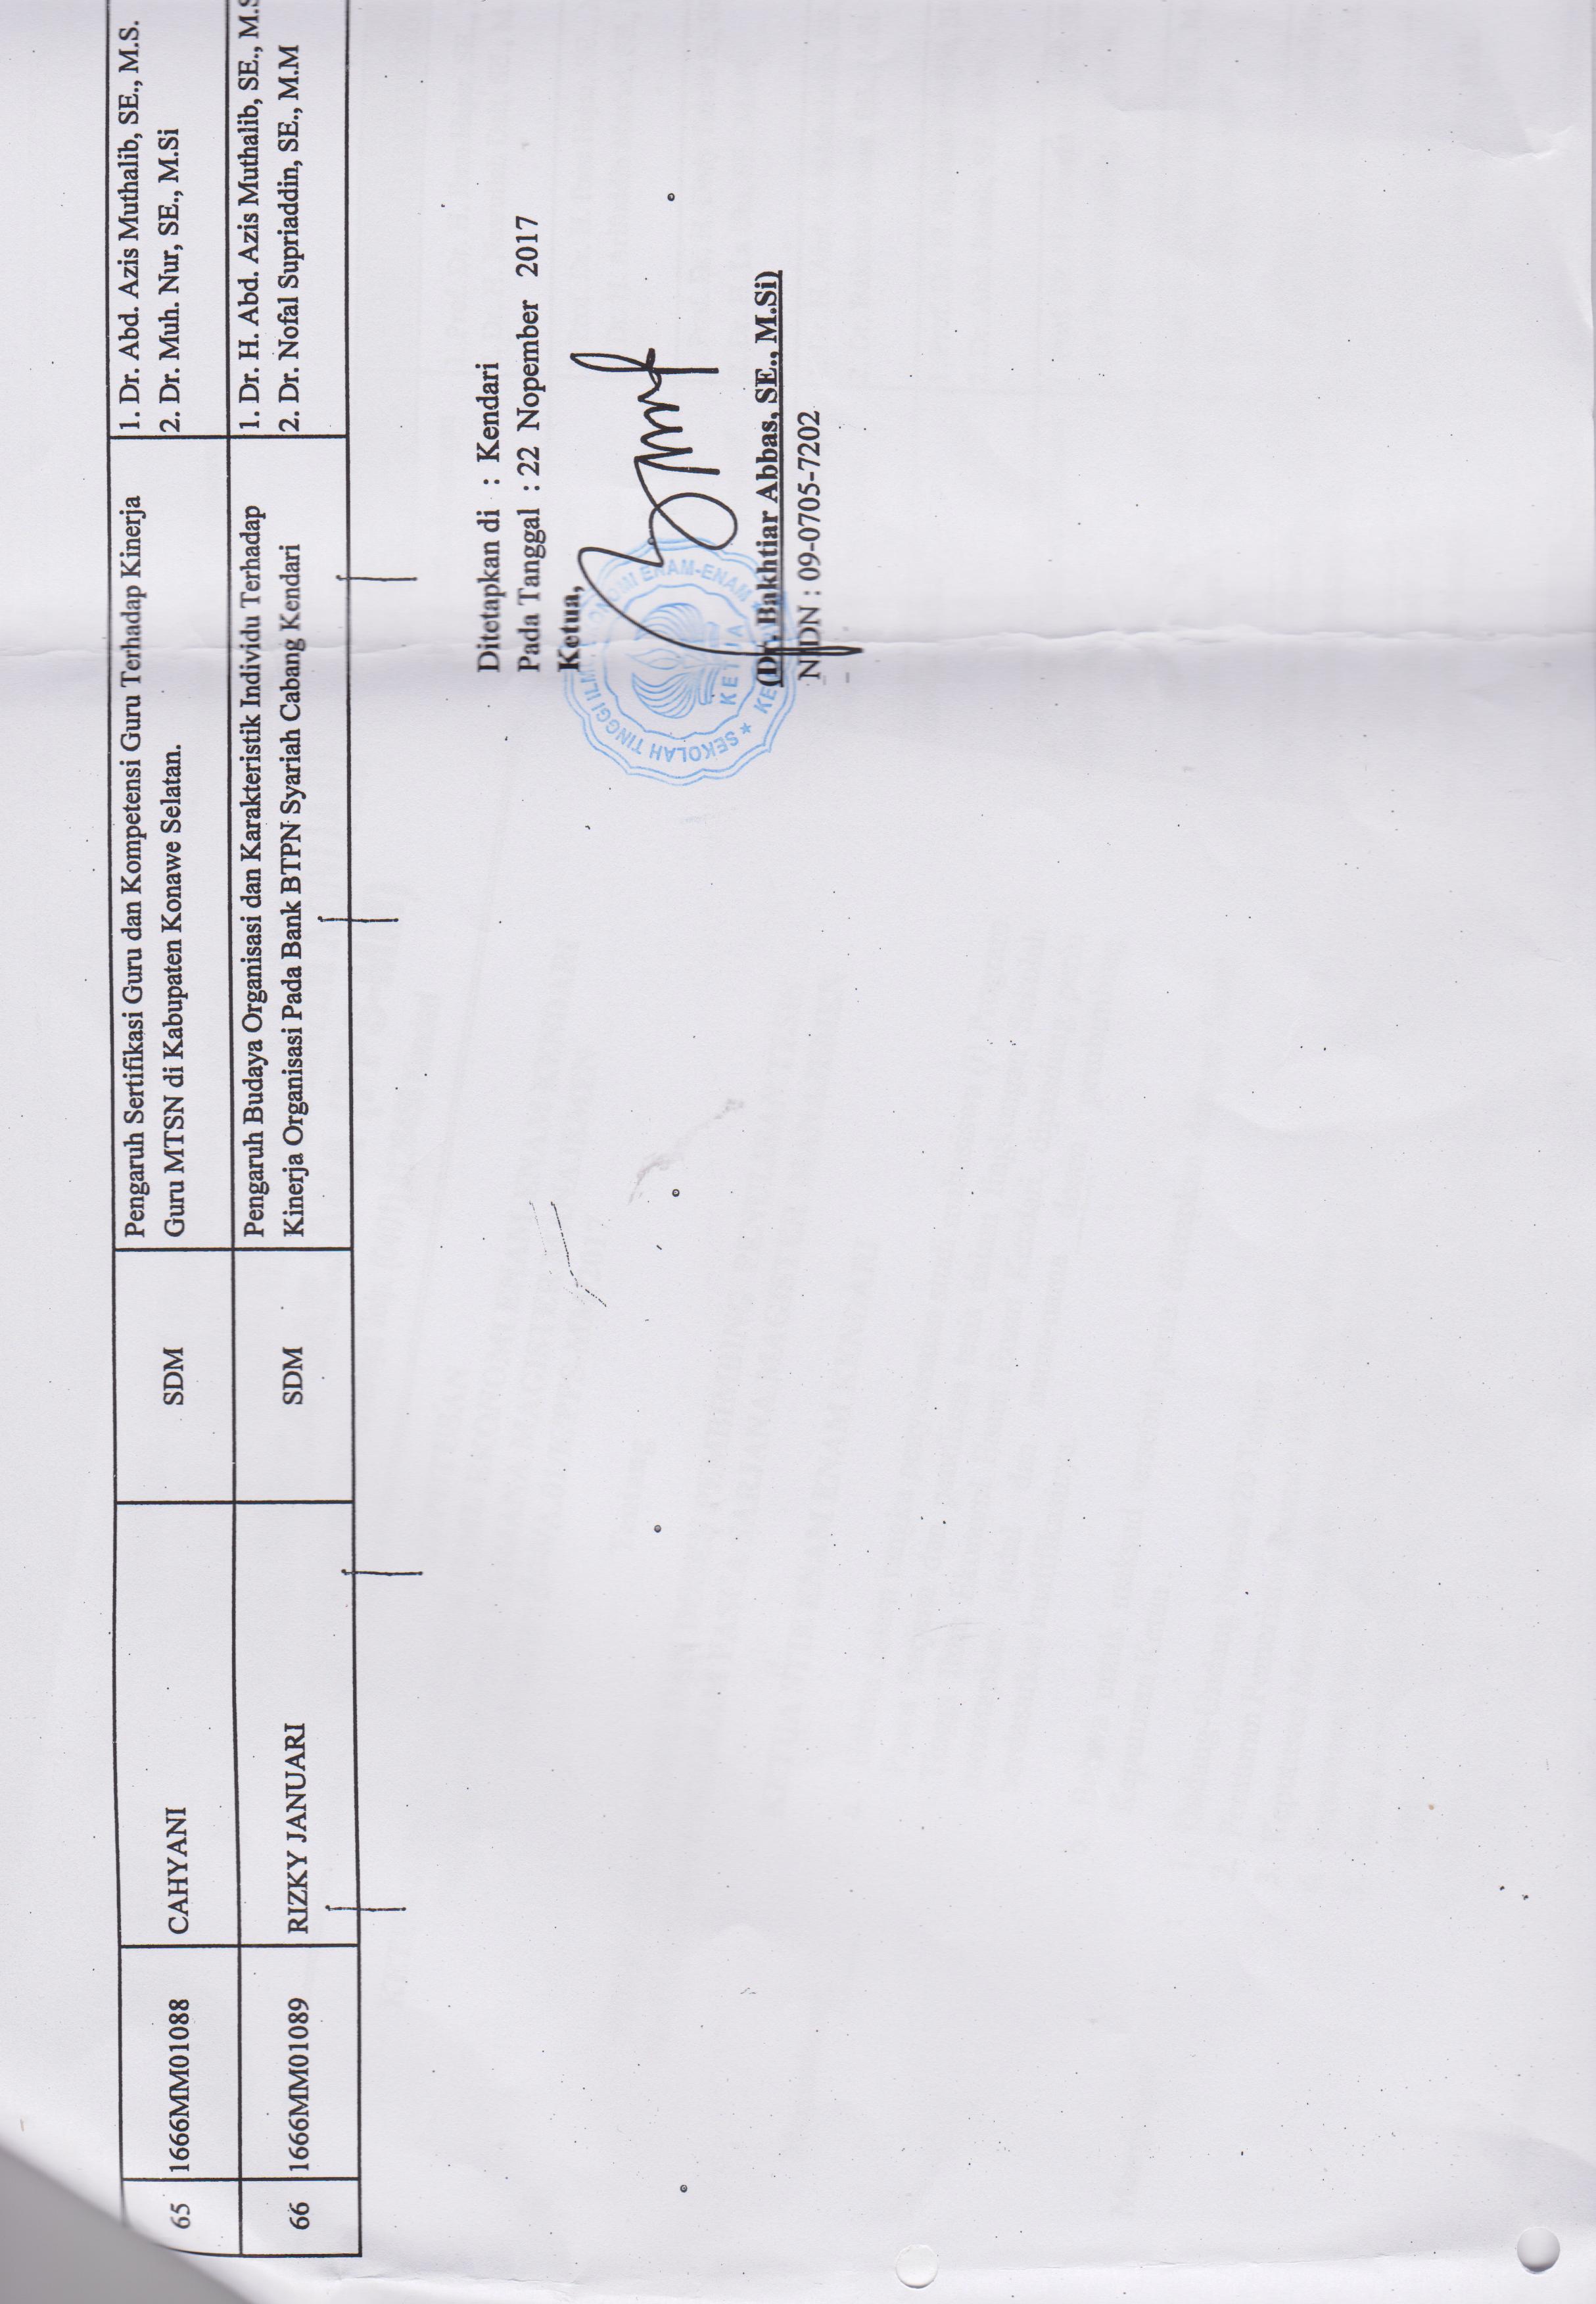 65 1666MM01088 CAHYANI SDM Pengaruh Sertifikasi Guru dan Kompetensi Guru Terhadap Kinerja 1. Dr. Abd. Azis Muthalib, SE., M.S.
Guru MTSN di Kabupaten Konawe Selatan. 2. Dr. Muh. Nur, SE., M.Si
66 1666MM01089 RIZKY JANUARI SDM Pengaruh Budaya Organisasi dan Karakteristik Individu Terhadap 1. Dr. H. Abd. Azis Muthalib, SE., M.S
Kinerja Organisasi Pada Bank BTPN Syariah Cabang Kendari 2. Dr. Nofal Supriaddin, SE., M.M
Ditetapkan di : Kendari
Pada Tanggal : 22 Nopember 2017
Ketua,
SEKOLAH TINGGI ILMU EKONOMI ENAM-ENAM
KETUA
(Dr. Bakhtiar Abbas, SE., M.Si)
NIDN : 09-0705-7202